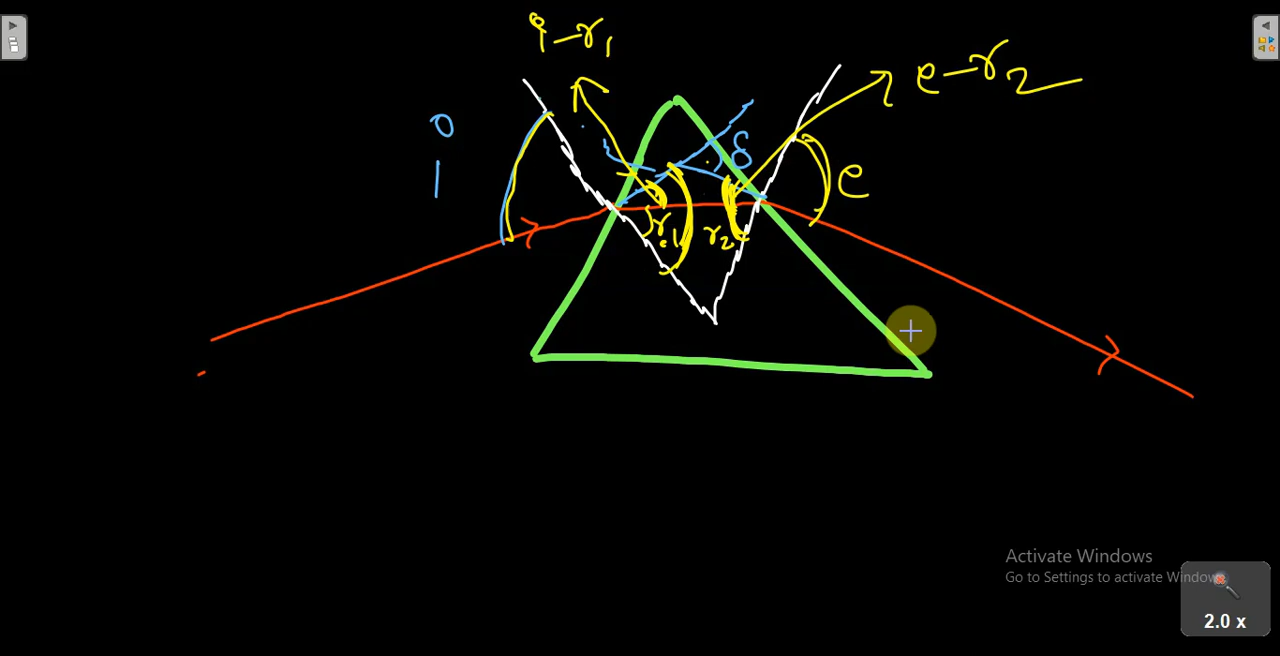 i-r1
e-r2
i
δ
e
r1
r2
Activate Windows
Go to Settings to activate Windows.
2.0 x